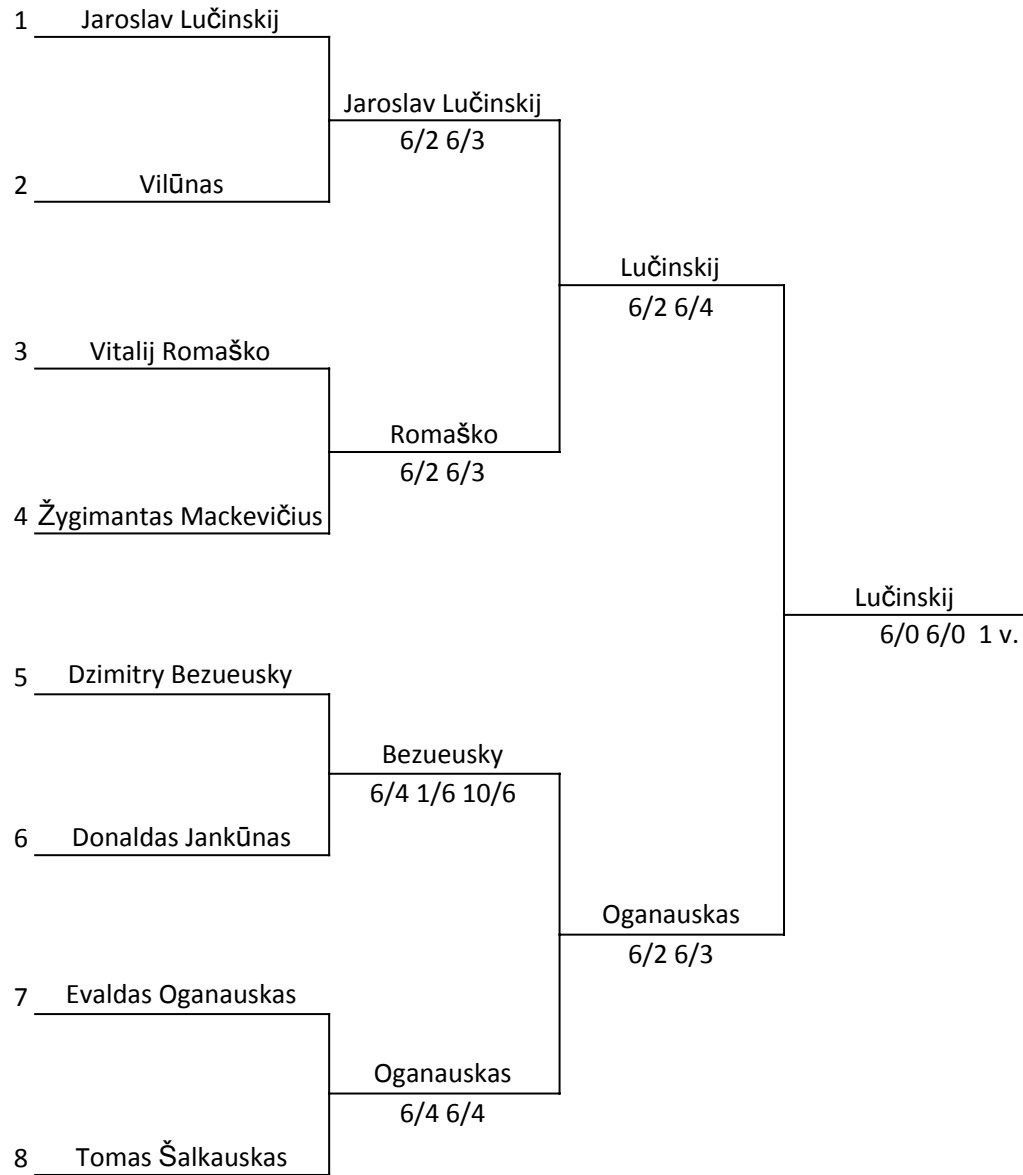 1 Jaroslav Lučinskij
Jaroslav Lučinskij
6/2 6/3
2 Vilūnas
Lučinskij
6/2 6/4
3 Vitalij Romaško
Romaško
6/2 6/3
4 Žygimantas Mackevičius
Lučinskij
6/0 6/0 1 v.
5 Dzimitry Bezueusky
Bezueusky
6/4 1/6 10/6
6 Donaldas Jankūnas
Oganauskas
6/2 6/3
7 Evaldas Oganauskas
Oganauskas
6/4 6/4
8 Tomas Šalkauskas